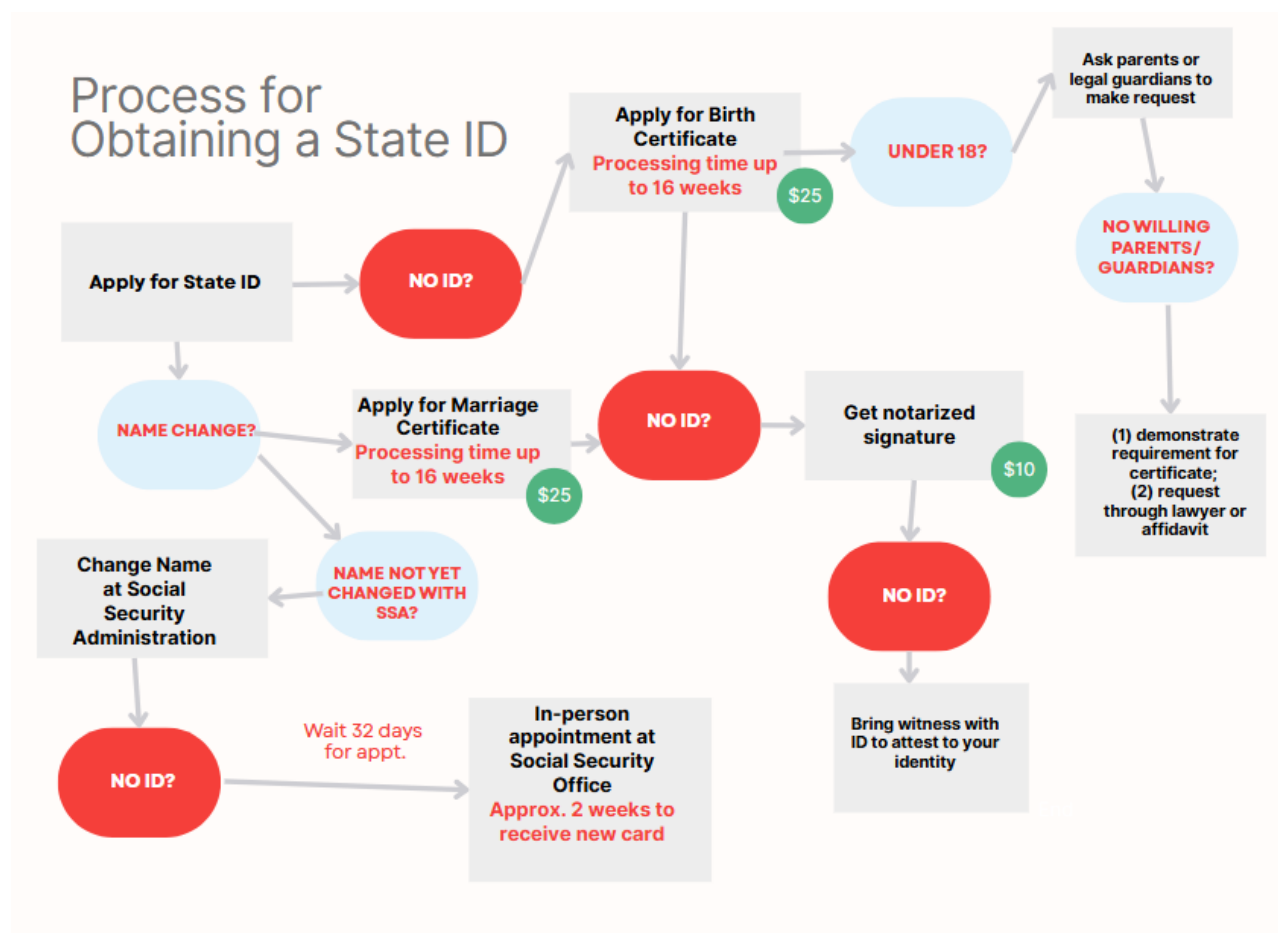 Process for
Obtaining a State ID
Ask parents or
legal guardians to
make request
Apply for Birth
Certificate
Processing time up
to 16 weeks
$25
UNDER 18?
NO WILLING
PARENTS/
GUARDIANS?
Apply for State ID
NO ID?
NAME CHANGE?
Apply for Marriage
Certificate
Processing time up
to 16 weeks
$25
NO ID?
Get notarized
signature
$10
(1) demonstrate
requirement for
certificate;
(2) request
through lawyer or
affidavit
Change Name
at Social
Security
Administration
NAME NOT YET
CHANGED WITH
SSA?
NO ID?
NO ID?
Wait 32 days
for appt.
In-person
appointment at
Social Security
Office
Approx. 2 weeks to
receive new card
Bring witness with
ID to attest to your
identity